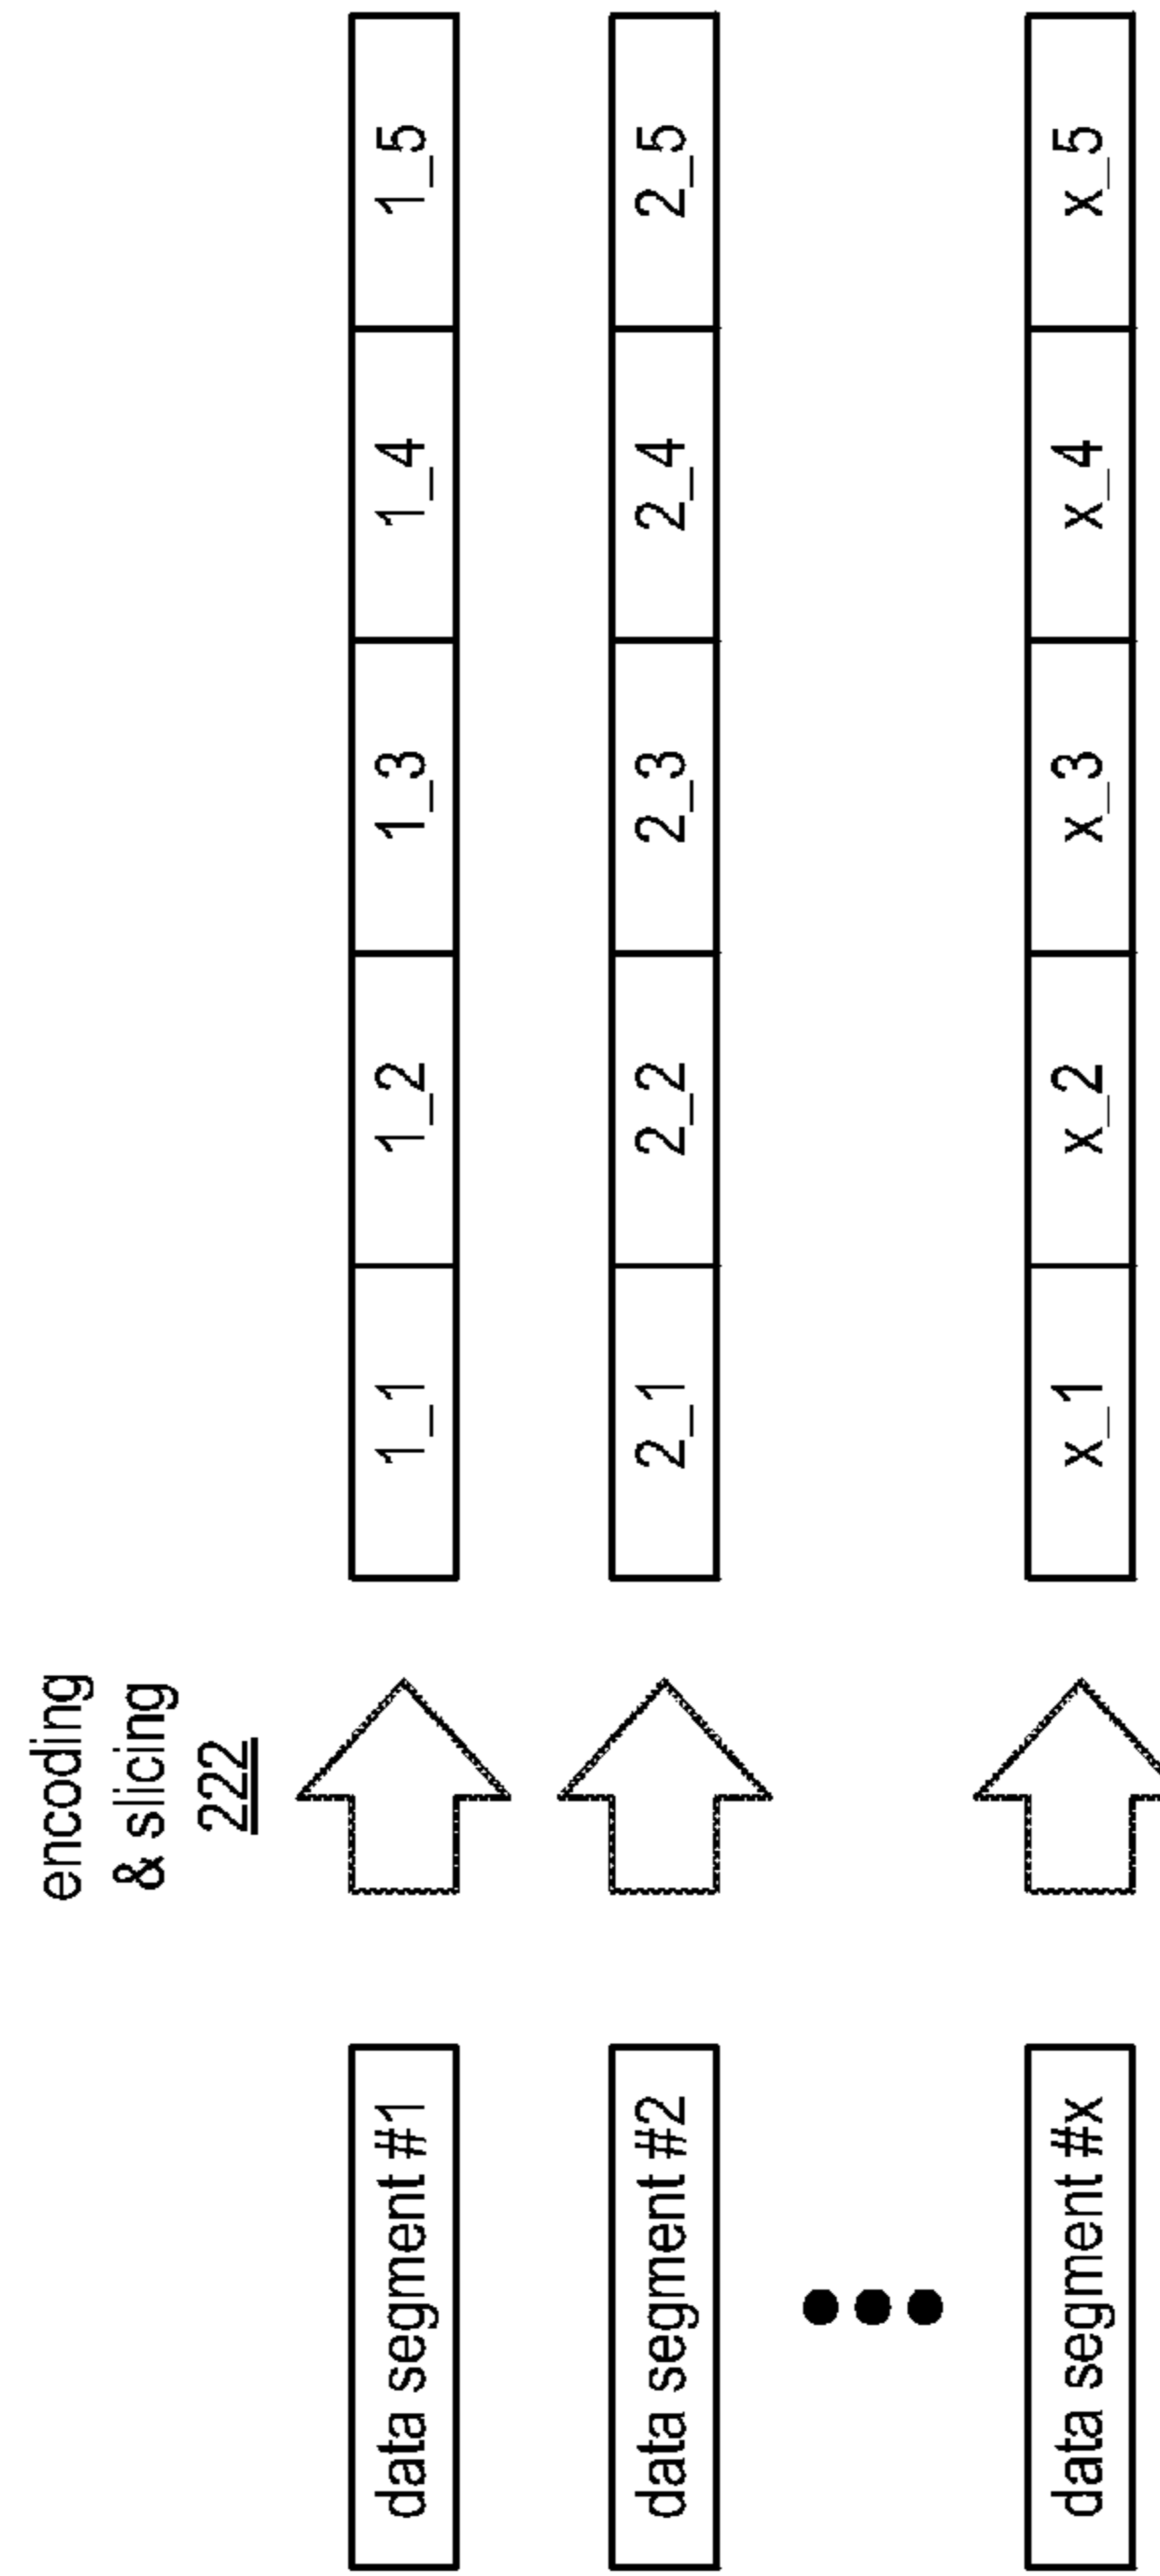 encoding
& slicing
222
data segment #1
1_1
1_2
1_3
1_4
1_5
data segment #2
2_1
2_2
2_3
2_4
2_5
data segment #x
x_1
x_2
x_3
x_4
x_5